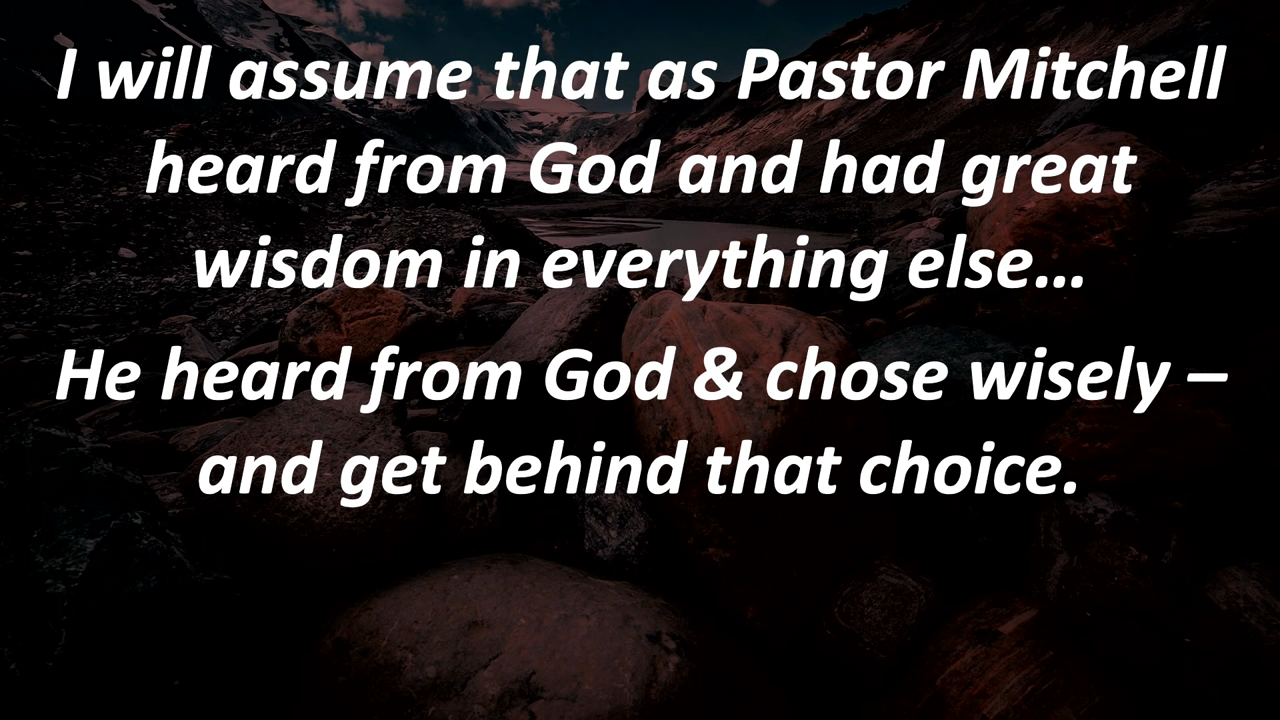 I will assume that as Pastor Mitchell
heard from God and had great
wisdom in everything else…
He heard from God & chose wisely –
and get behind that choice.